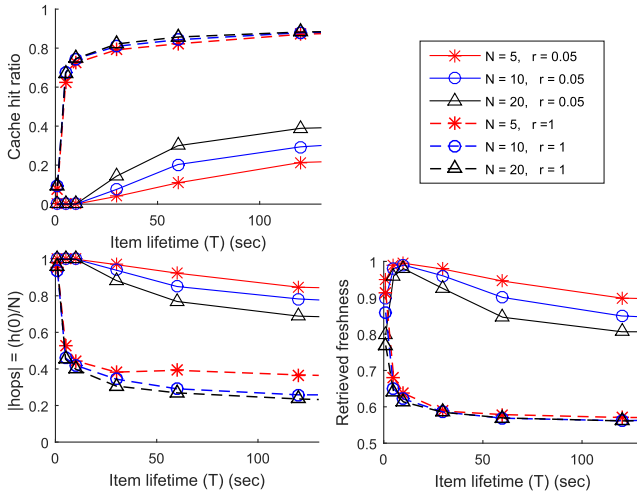 1
0.8
0.6
0.4
0.2
0
0 50 100
Cache hit ratio
Item lifetime (T) (sec)
N = 5, r = 0.05
N = 10, r = 0.05
N = 20, r = 0.05
N = 5, r =1
N = 10, r = 1
N = 20, r = 1
1
0.8
0.6
0.4
0.2
0
0 50 100
|hops| = (h(0)/N)
Item lifetime (T) (sec)
1
0.9
0.8
0.7
0.6
0.5
0 50 100
Retrieved freshness
Item lifetime (T) (sec)